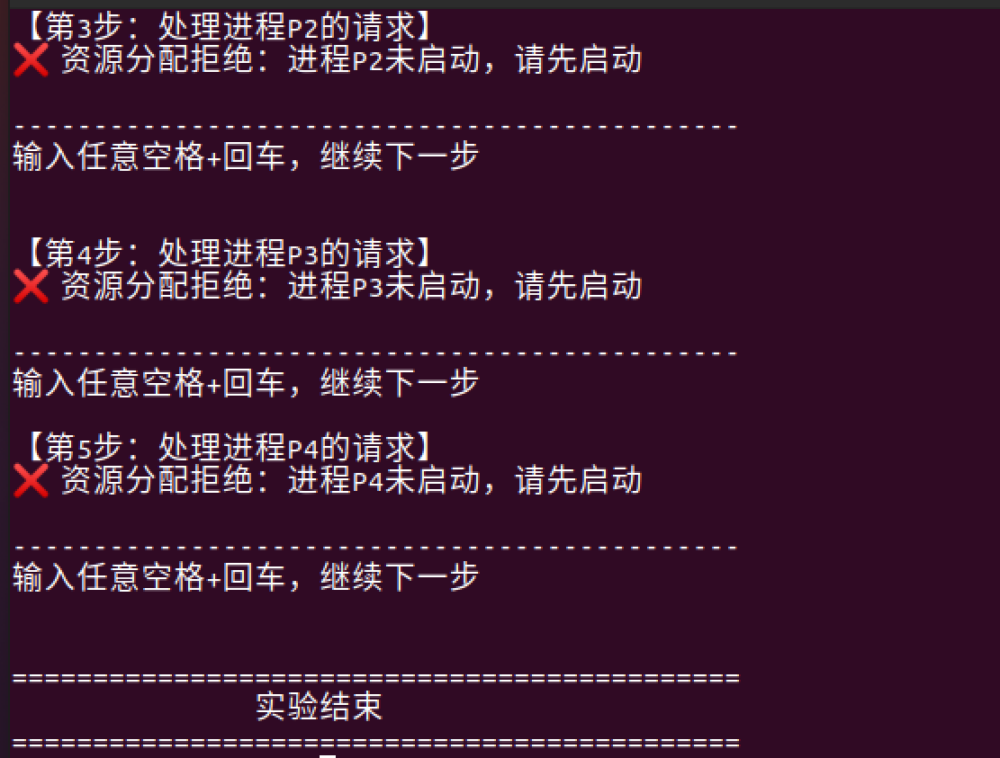 【第3步：处理进程P2的请求】
❌ 资源分配拒绝：进程P2未启动，请先启动
---------------------------------------------
输入任意空格+回车，继续下一步
【第4步：处理进程P3的请求】
❌ 资源分配拒绝：进程P3未启动，请先启动
---------------------------------------------
输入任意空格+回车，继续下一步
【第5步：处理进程P4的请求】
❌ 资源分配拒绝：进程P4未启动，请先启动
---------------------------------------------
输入任意空格+回车，继续下一步
=============================================
实验结束
=============================================